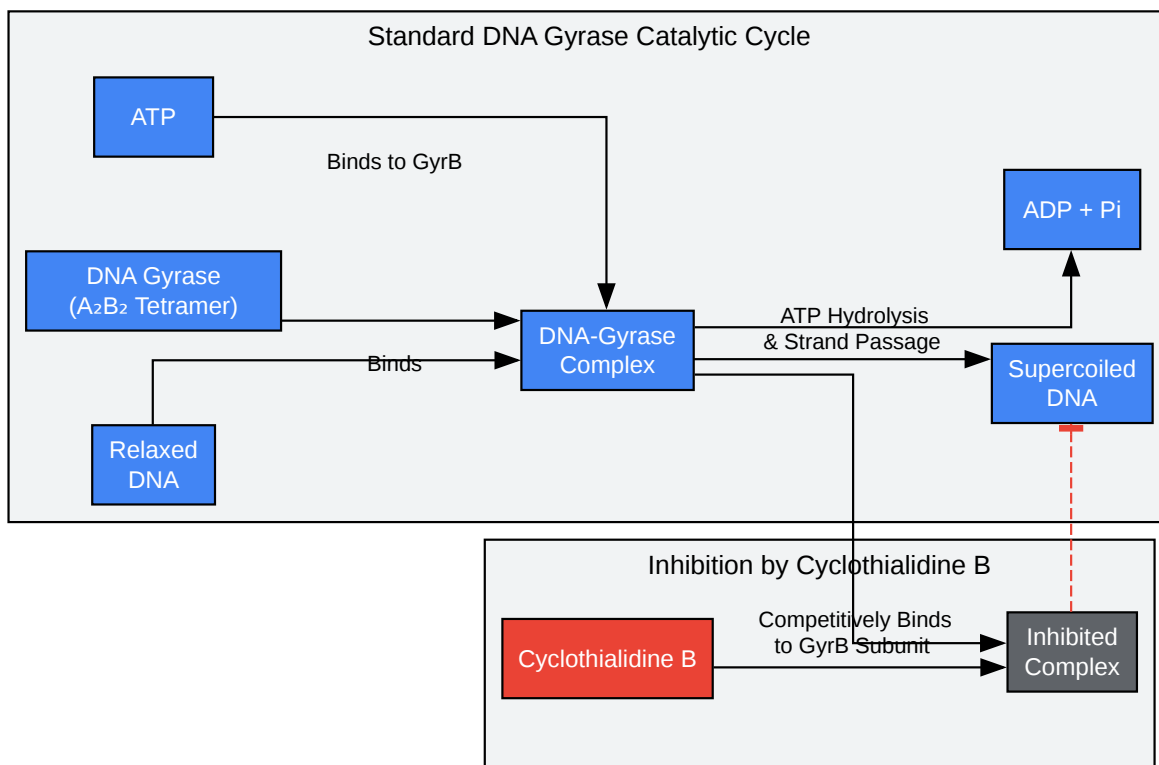 Standard DNA Gyrase Catalytic Cycle
ATP
Binds to GyrB
ADP + Pi
DNA Gyrase
(A₂B₂ Tetramer)
DNA-Gyrase
Complex
ATP Hydrolysis
& Strand Passage
Binds
Supercoiled
DNA
Relaxed
DNA
Inhibition by Cyclothialidine B
Cyclothialidine B
Competitively Binds
to GyrB Subunit
Inhibited
Complex